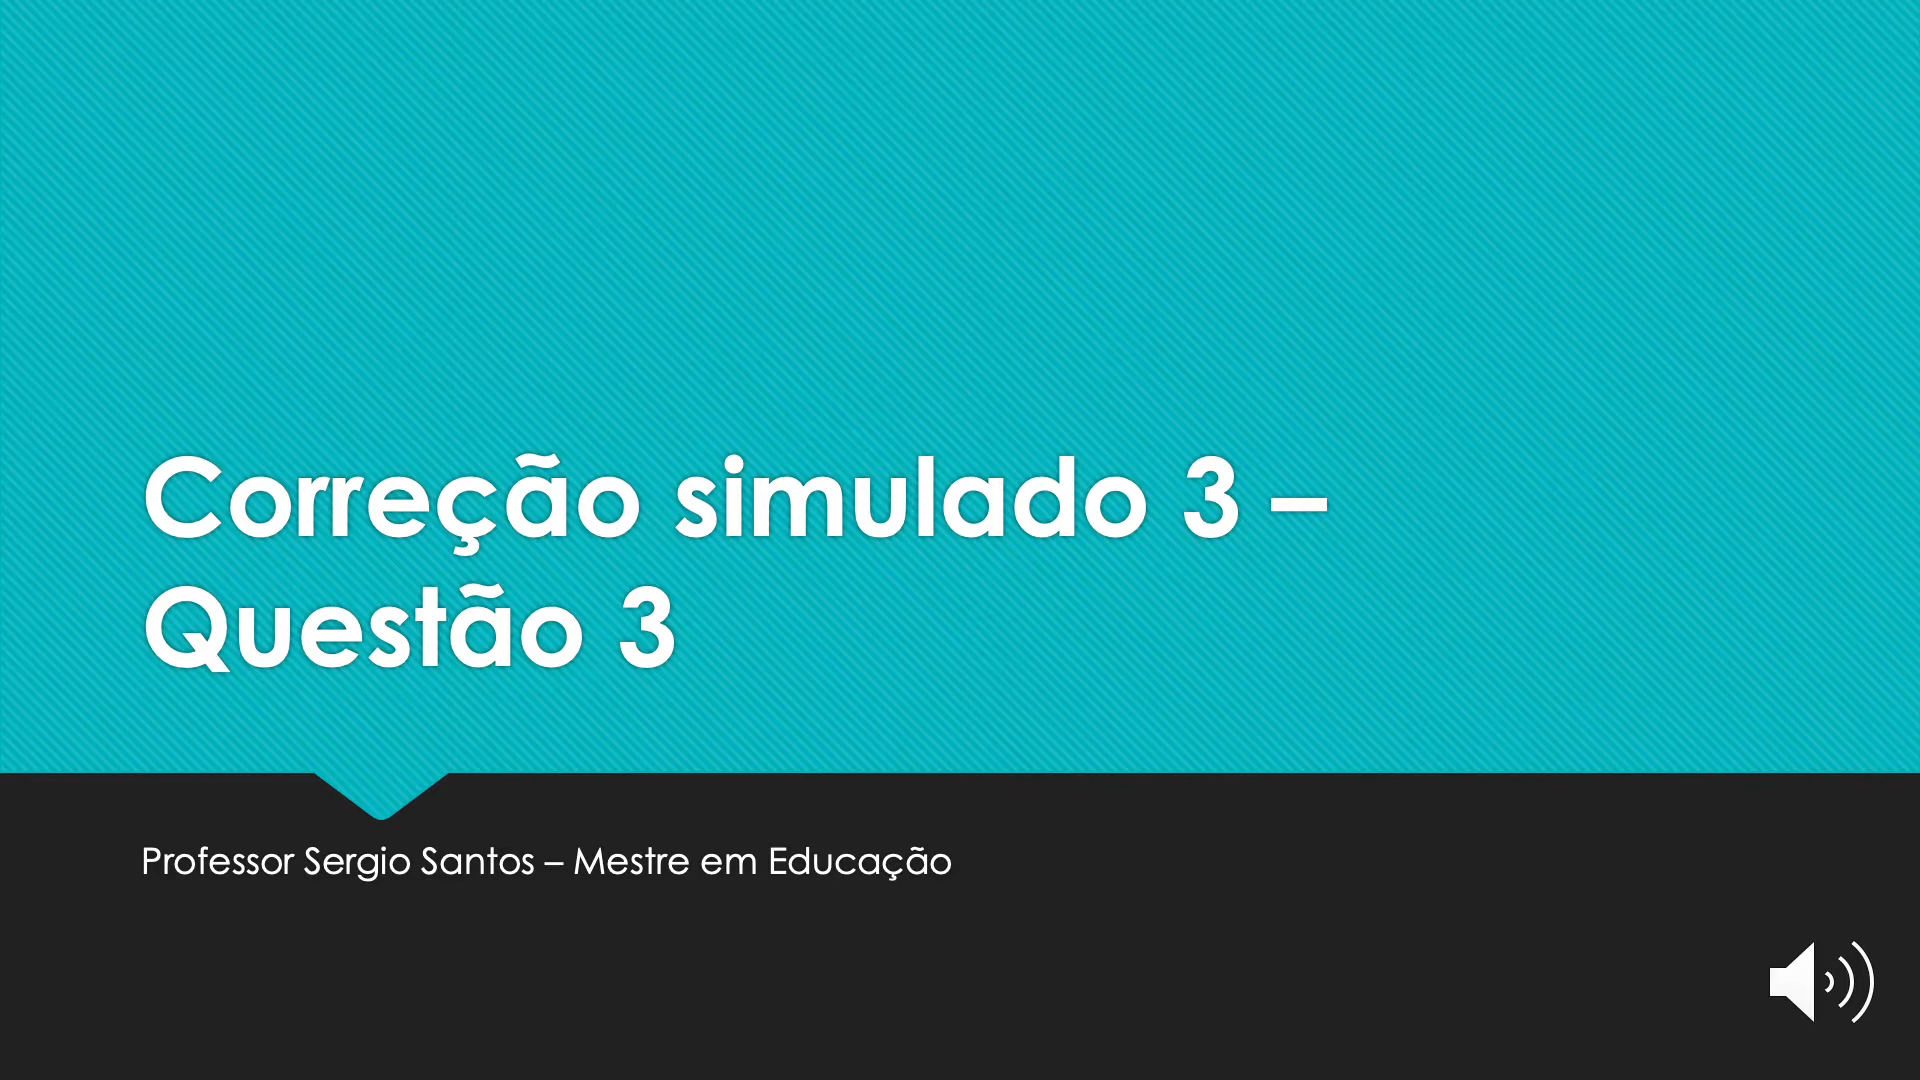 Correção simulado 3 –
Questão 3
Professor Sergio Santos – Mestre em Educação